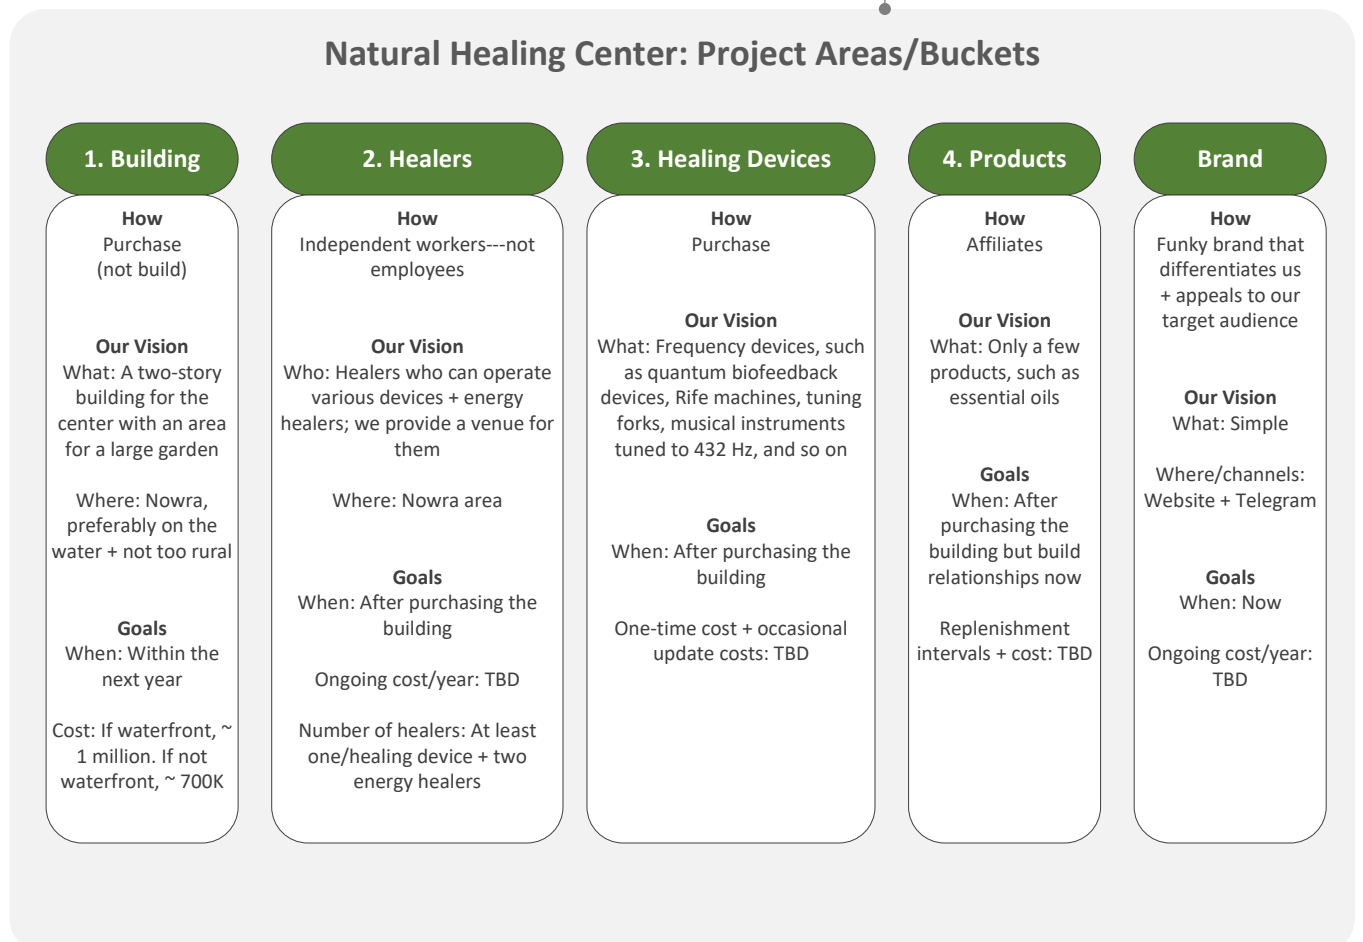 Natural Healing Center: Project Areas/Buckets
1. Building
How
Purchase
(not build)
Our Vision
What: A two-story
building for the
center with an area
for a large garden
Where: Nowra,
preferably on the
water + not too rural
Goals
When: Within the
next year
Cost: If waterfront, ~
1 million. If not
waterfront, ~ 700K
2. Healers
How
Independent workers---not
employees
Our Vision
Who: Healers who can operate
various devices + energy
healers; we provide a venue for
them
Where: Nowra area
Goals
When: After purchasing the
building
Ongoing cost/year: TBD
Number of healers: At least
one/healing device + two
energy healers
3. Healing Devices
How
Purchase
Our Vision
What: Frequency devices, such
as quantum biofeedback
devices, Rife machines, tuning
forks, musical instruments
tuned to 432 Hz, and so on
Goals
When: After purchasing the
building
One-time cost + occasional
update costs: TBD
4. Products
How
Affiliates
Our Vision
What: Only a few
products, such as
essential oils
Goals
When: After
purchasing the
building but build
relationships now
Replenishment
intervals + cost: TBD
Brand
How
Funky brand that
differentiates us
+ appeals to our
target audience
Our Vision
What: Simple
Where/channels:
Website + Telegram
Goals
When: Now
Ongoing cost/year:
TBD